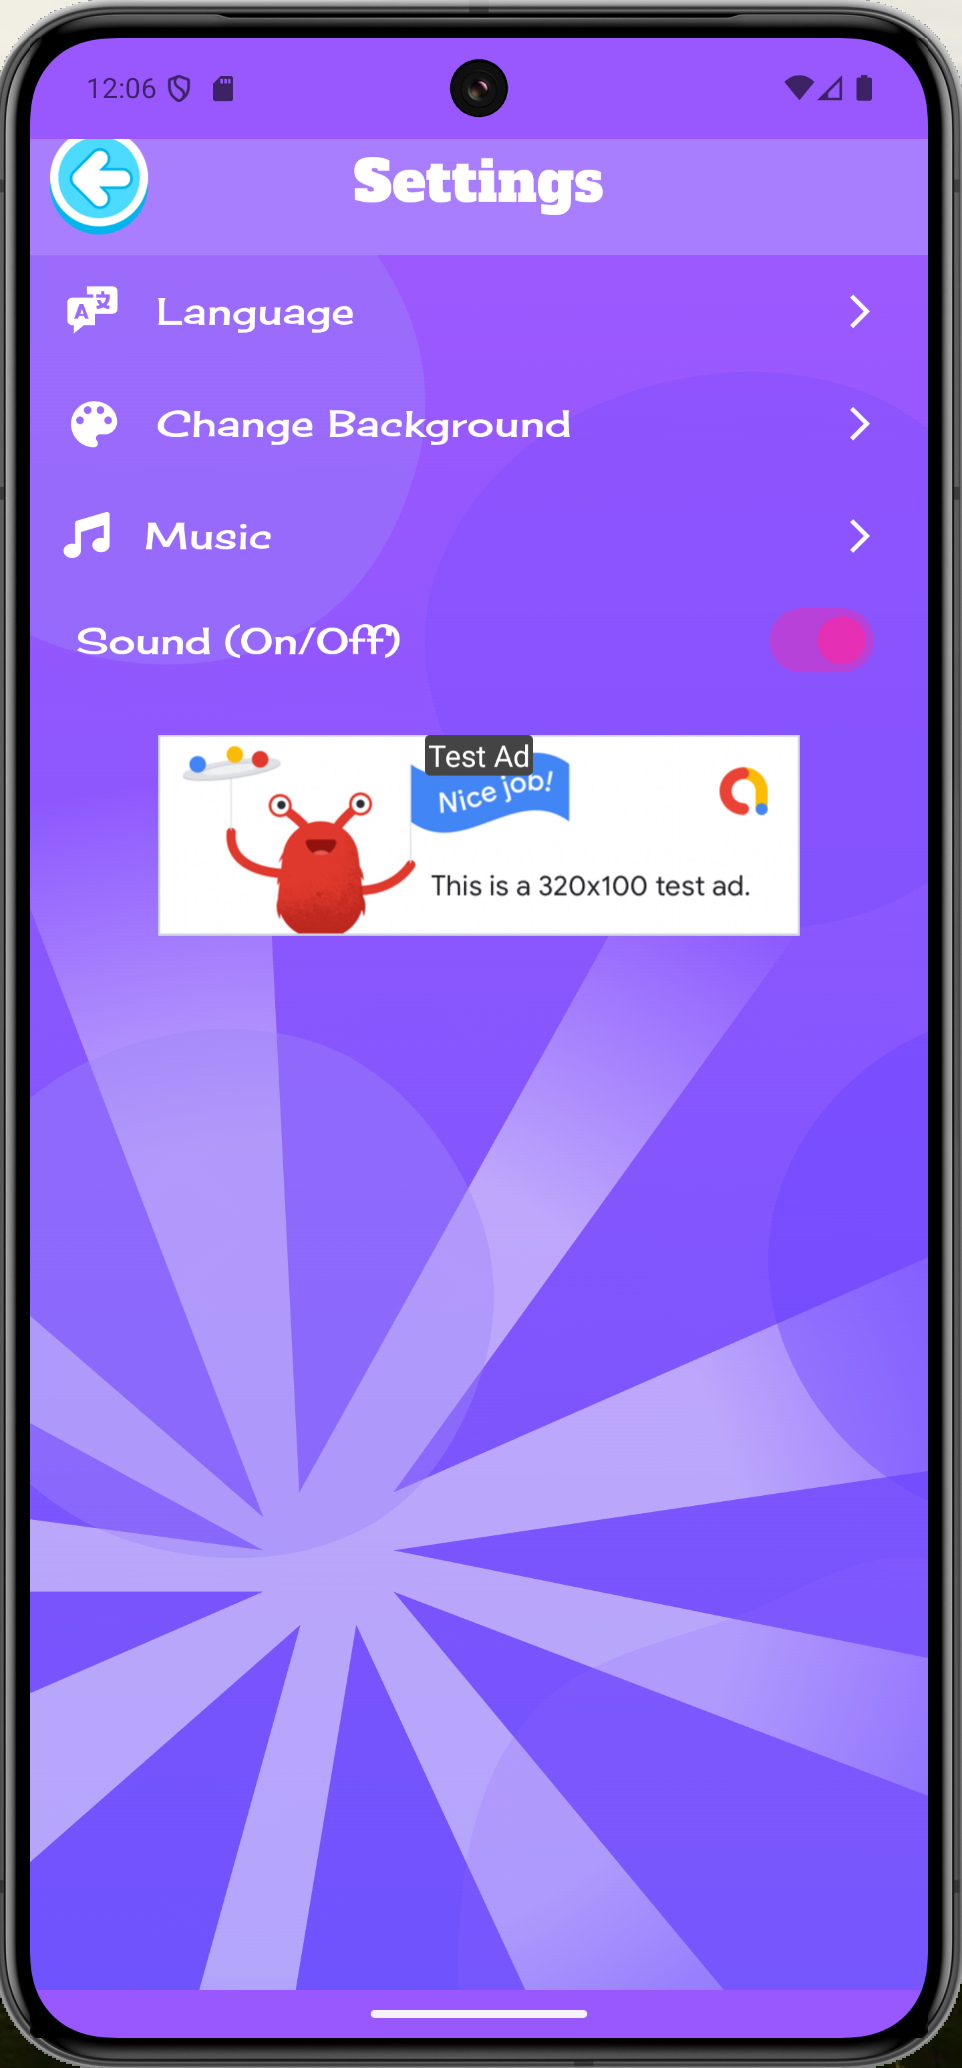 12:06
Settings
Language
Change Background
Music
Sound (On/Off)
Test Ad
Nice job!
This is a 320x100 test ad.